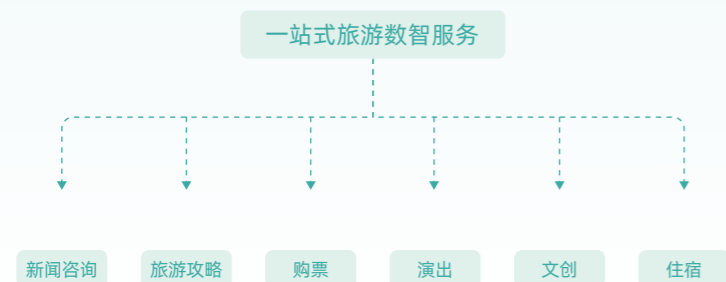 一站式旅游数智服务
新闻咨询
旅游攻略
购票
演出
文创
住宿